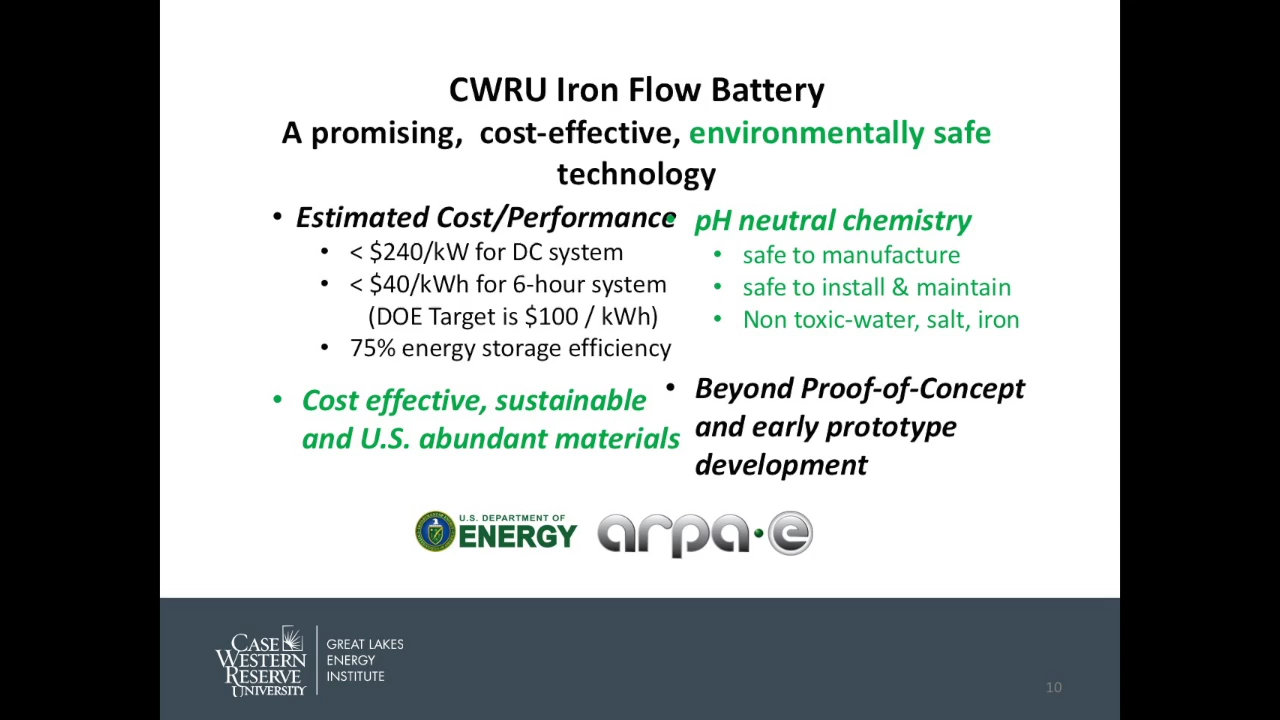 CWRU Iron Flow Battery
A promising,  cost-effective, environmentally safe
technology
• Estimated Cost/Performance
• < $240/kW for DC system
• < $40/kWh for 6-hour system
(DOE Target is $100 / kWh)
• 75% energy storage efficiency
• Cost effective, sustainable
and U.S. abundant materials
• pH neutral chemistry
• safe to manufacture
• safe to install & maintain
• Non toxic-water, salt, iron
• Beyond Proof-of-Concept
and early prototype
development
U.S. DEPARTMENT OF
ENERGY
arpa·e
CASE
WESTERN
RESERVE
UNIVERSITY
GREAT LAKES
ENERGY
INSTITUTE
10